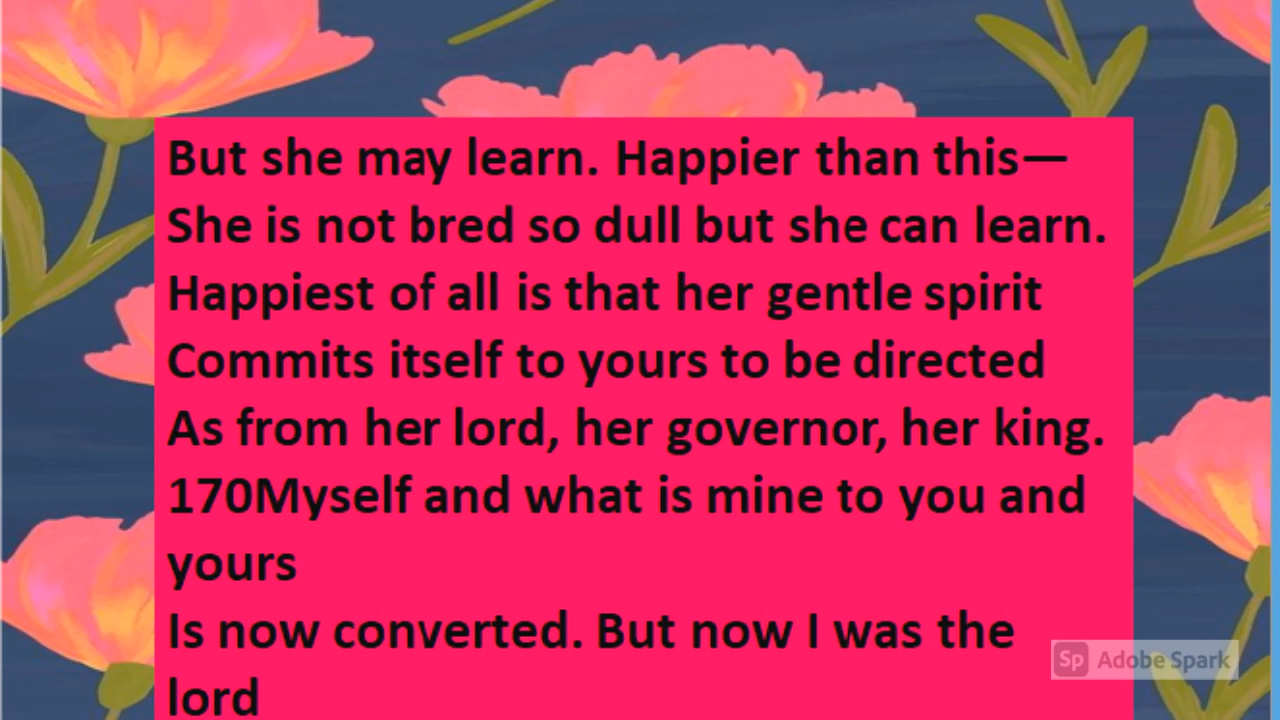 But she may learn. Happier than this—
She is not bred so dull but she can learn.
Happiest of all is that her gentle spirit
Commits itself to yours to be directed
As from her lord, her governor, her king.
170Myself and what is mine to you and
yours
Is now converted. But now I was the
lord
Sp Adobe Spark